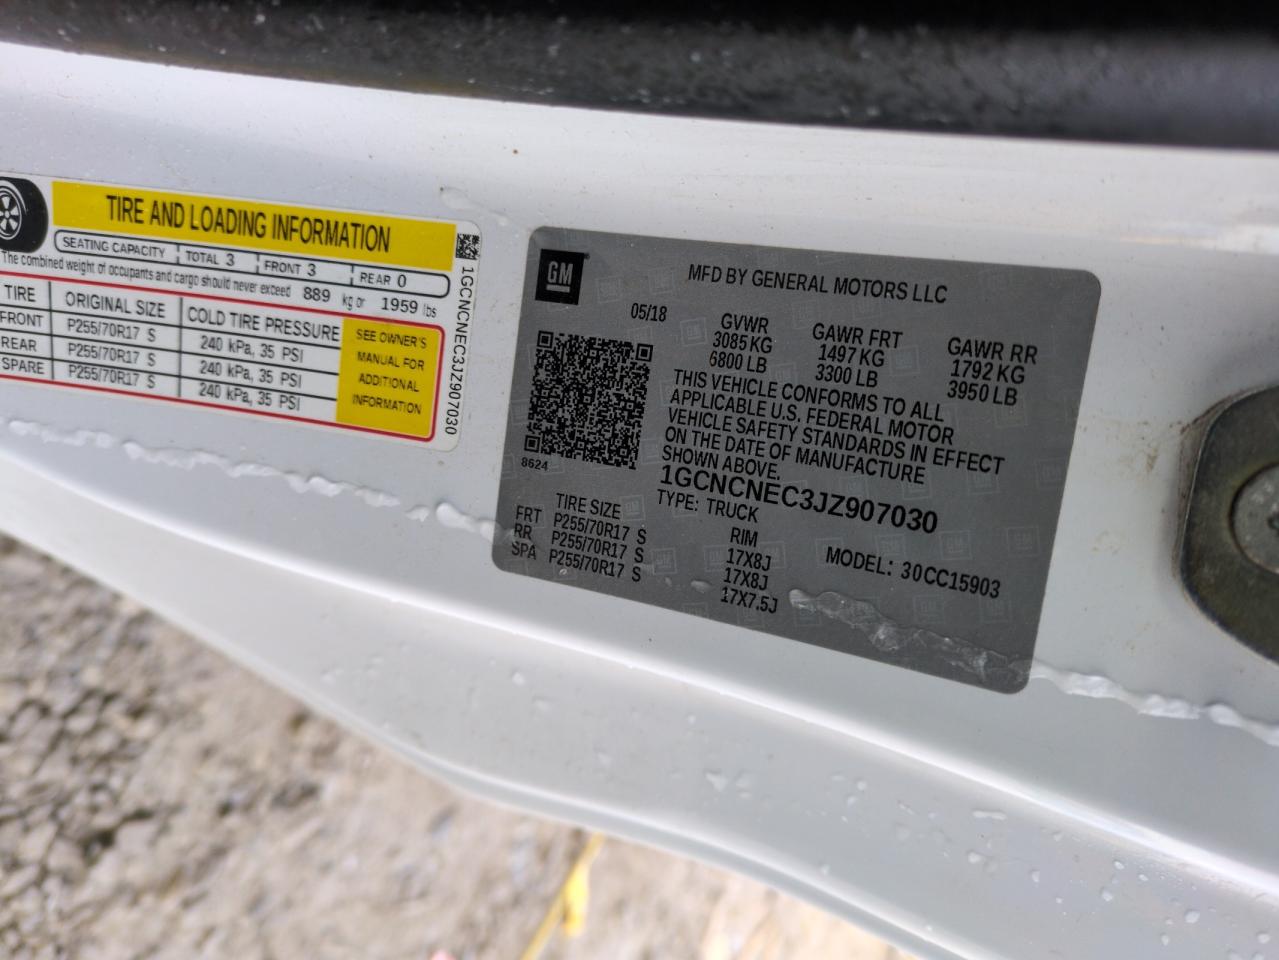 TIRE AND LOADING INFORMATION
SEATING CAPACITY TOTAL 3 FRONT 3 REAR 0
The combined weight of occupants and cargo should never exceed 889 kg or 1959 lbs
TIRE ORIGINAL SIZE COLD TIRE PRESSURE
FRONT P255/70R17 S 240 kPa, 35 PSI
REAR P255/70R17 S 240 kPa, 35 PSI
SPARE P255/70R17 S 240 kPa, 35 PSI
SEE OWNER'S
MANUAL FOR
ADDITIONAL
INFORMATION
1GCNCNEC3JZ907030
GM
MFD BY GENERAL MOTORS LLC
05/18 GVWR GAWR FRT GAWR RR
3085 KG 1497 KG 1792 KG
6800 LB 3300 LB 3950 LB
THIS VEHICLE CONFORMS TO ALL
APPLICABLE U.S. FEDERAL MOTOR
VEHICLE SAFETY STANDARDS IN EFFECT
ON THE DATE OF MANUFACTURE
SHOWN ABOVE.
8624
1GCNCNEC3JZ907030
TYPE: TRUCK
TIRE SIZE RIM
FRT P255/70R17 S 17X8J
RR P255/70R17 S 17X8J
SPA P255/70R17 S 17X7.5J
MODEL: 30CC15903